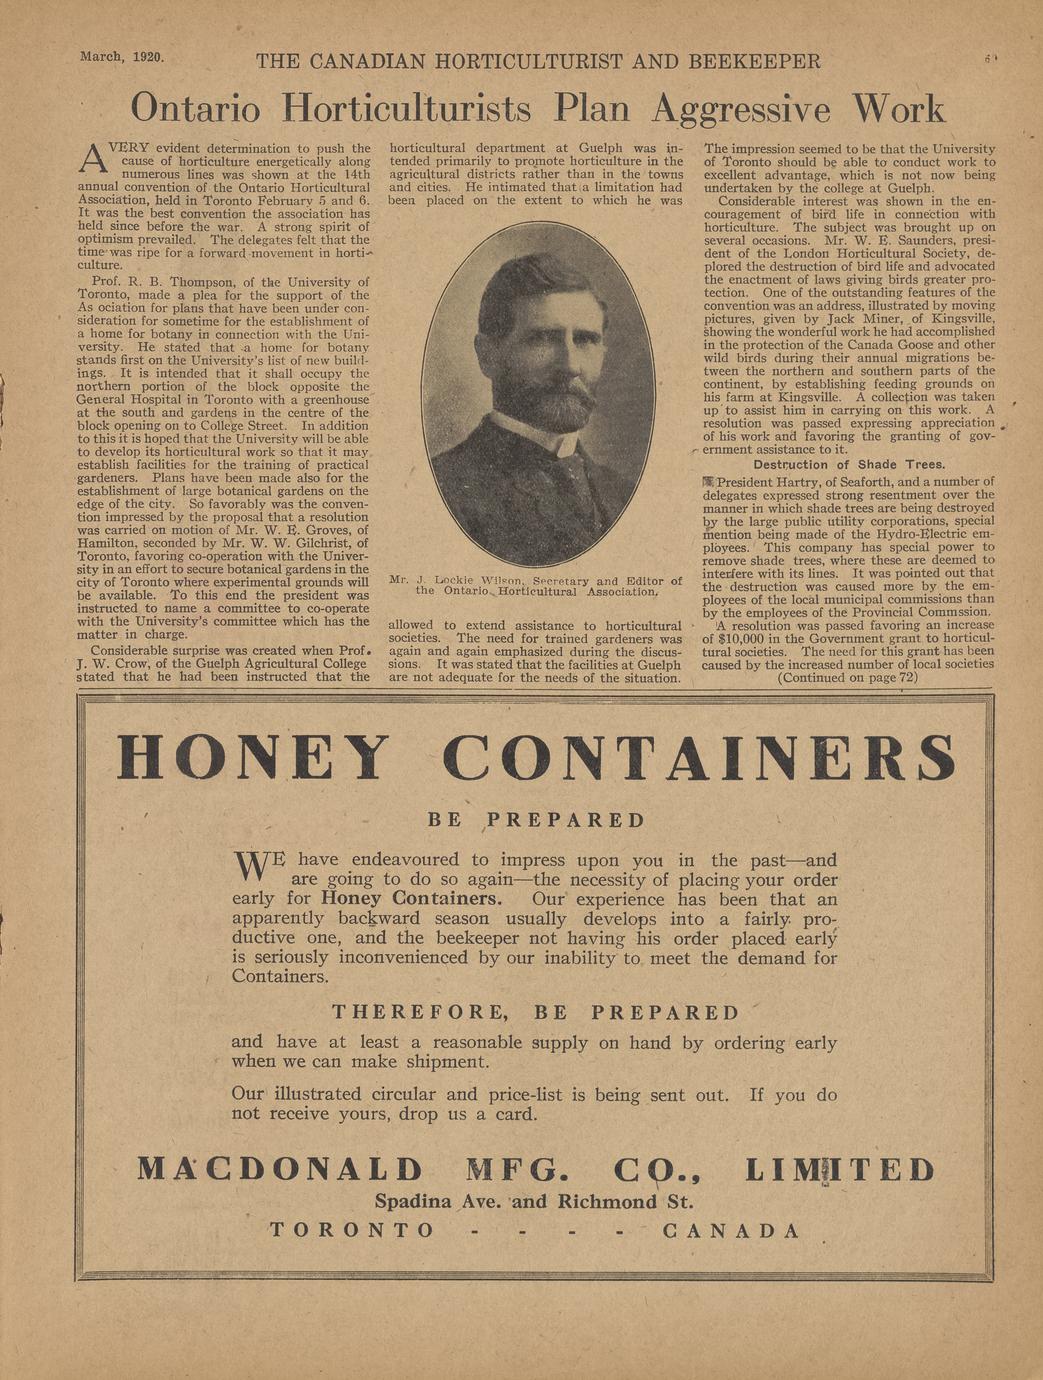 March, 1920.
THE CANADIAN HORTICULTURIST AND BEEKEEPER
Ontario Horticulturists Plan Aggressive Work
A VERY evident determination to push the
cause of horticulture energetically along
numerous lines was shown at the 14th
annual convention of the Ontario Horticultural
Association, held in Toronto February 5 and 6.
It was the best convention the association has
held since before the war. A strong spirit of
optimism prevailed. The delegates felt that the
time was ripe for a forward movement in horti-
culture.
Prof. R. B. Thompson, of the University of
Toronto, made a plea for the support of the
As ociation for plans that have been under con-
sideration for sometime for the establishment of
a home for botany in connection with the Uni-
versity. He stated that a home for botany
stands first on the University's list of new build-
ings. It is intended that it shall occupy the
northern portion of the block opposite the
General Hospital in Toronto with a greenhouse
at the south and gardens in the centre of the
block opening on to College Street. In addition
to this it is hoped that the University will be able
to develop its horticultural work so that it may
establish facilities for the training of practical
gardeners. Plans have been made also for the
establishment of large botanical gardens on the
edge of the city. So favorably was the conven-
tion impressed by the proposal that a resolution
was carried on motion of Mr. W. E. Groves, of
Hamilton, seconded by Mr. W. W. Gilchrist, of
Toronto, favoring co-operation with the Univer-
sity in an effort to secure botanical gardens in the
city of Toronto where experimental grounds will
be available. To this end the president was
instructed to name a committee to co-operate
with the University's committee which has the
matter in charge.
Considerable surprise was created when Prof.
J. W. Crow, of the Guelph Agricultural College
stated that he had been instructed that the
horticultural department at Guelph was in-
tended primarily to promote horticulture in the
agricultural districts rather than in the towns
and cities. He intimated that a limitation had
been placed on the extent to which he was
Mr. J. Lockie Wilson, Secretary and Editor of
the Ontario Horticultural Association.
allowed to extend assistance to horticultural
societies. The need for trained gardeners was
again and again emphasized during the discus-
sions. It was stated that the facilities at Guelph
are not adequate for the needs of the situation.
The impression seemed to be that the University
of Toronto should be able to conduct work to
excellent advantage, which is not now being
undertaken by the college at Guelph.
Considerable interest was shown in the en-
couragement of bird life in connection with
horticulture. The subject was brought up on
several occasions. Mr. W. E. Saunders, presi-
dent of the London Horticultural Society, de-
plored the destruction of bird life and advocated
the enactment of laws giving birds greater pro-
tection. One of the outstanding features of the
convention was an address, illustrated by moving
pictures, given by Jack Miner, of Kingsville,
showing the wonderful work he had accomplished
in the protection of the Canada Goose and other
wild birds during their annual migrations be-
tween the northern and southern parts of the
continent, by establishing feeding grounds on
his farm at Kingsville. A collection was taken
up to assist him in carrying on this work. A
resolution was passed expressing appreciation
of his work and favoring the granting of gov-
ernment assistance to it.
Destruction of Shade Trees.
President Hartry, of Seaforth, and a number of
delegates expressed strong resentment over the
manner in which shade trees are being destroyed
by the large public utility corporations, special
mention being made of the Hydro-Electric em-
ployees. This company has special power to
remove shade trees, where these are deemed to
interfere with its lines. It was pointed out that
the destruction was caused more by the em-
ployees of the local municipal commissions than
by the employees of the Provincial Commssion.
A resolution was passed favoring an increase
of $10,000 in the Government grant to horticul-
tural societies. The need for this grant has been
caused by the increased number of local societies
(Continued on page 72)
HONEY CONTAINERS
BE PREPARED
WE have endeavoured to impress upon you in the past—and
are going to do so again—the necessity of placing your order
early for Honey Containers. Our experience has been that an
apparently backward season usually develops into a fairly pro-
ductive one, and the beekeeper not having his order placed early
is seriously inconvenienced by our inability to meet the demand for
Containers.
THEREFORE, BE PREPARED
and have at least a reasonable supply on hand by ordering early
when we can make shipment.
Our illustrated circular and price-list is being sent out. If you do
not receive yours, drop us a card.
MACDONALD MFG. CO., LIMITED
Spadina Ave. and Richmond St.
TORONTO - - - - CANADA